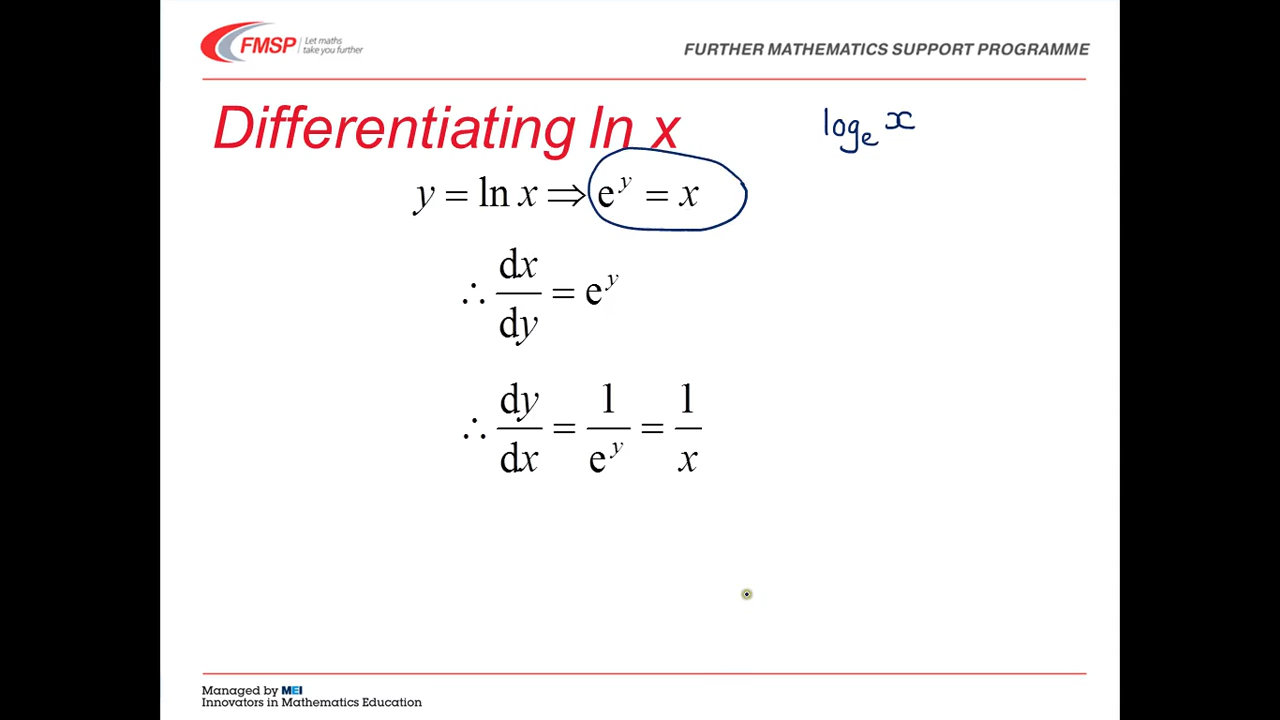 FMSP Let maths take you further
FURTHER MATHEMATICS SUPPORT PROGRAMME
Differentiating ln x
logₑ x
y = ln x ⇒ eʸ = x
∴ dx/dy = eʸ
∴ dy/dx = 1/eʸ = 1/x
Managed by MEI
Innovators in Mathematics Education